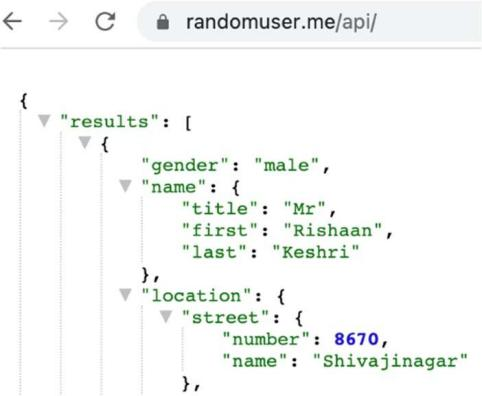 randomuser.me/api/
{
"results": [
{
"gender": "male",
"name": {
"title": "Mr",
"first": "Rishaan",
"last": "Keshri"
},
"location": {
"street": {
"number": 8670,
"name": "Shivajinagar"
},